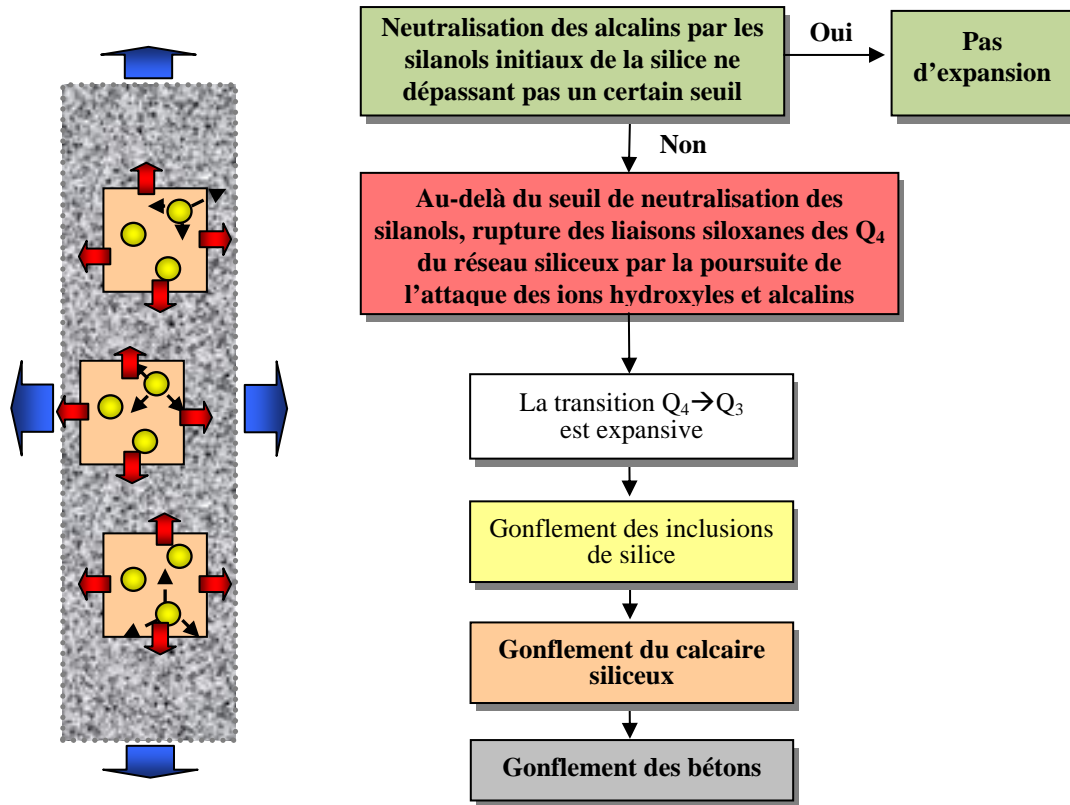 Neutralisation des alcalins par les
silanols initiaux de la silice ne
dépassant pas un certain seuil
Oui
Pas
d’expansion
Non
Au-delà du seuil de neutralisation des
silanols, rupture des liaisons siloxanes des Q4
du réseau siliceux par la poursuite de
l’attaque des ions hydroxyles et alcalins
La transition Q4→Q3
est expansive
Gonflement des inclusions
de silice
Gonflement du calcaire
siliceux
Gonflement des bétons